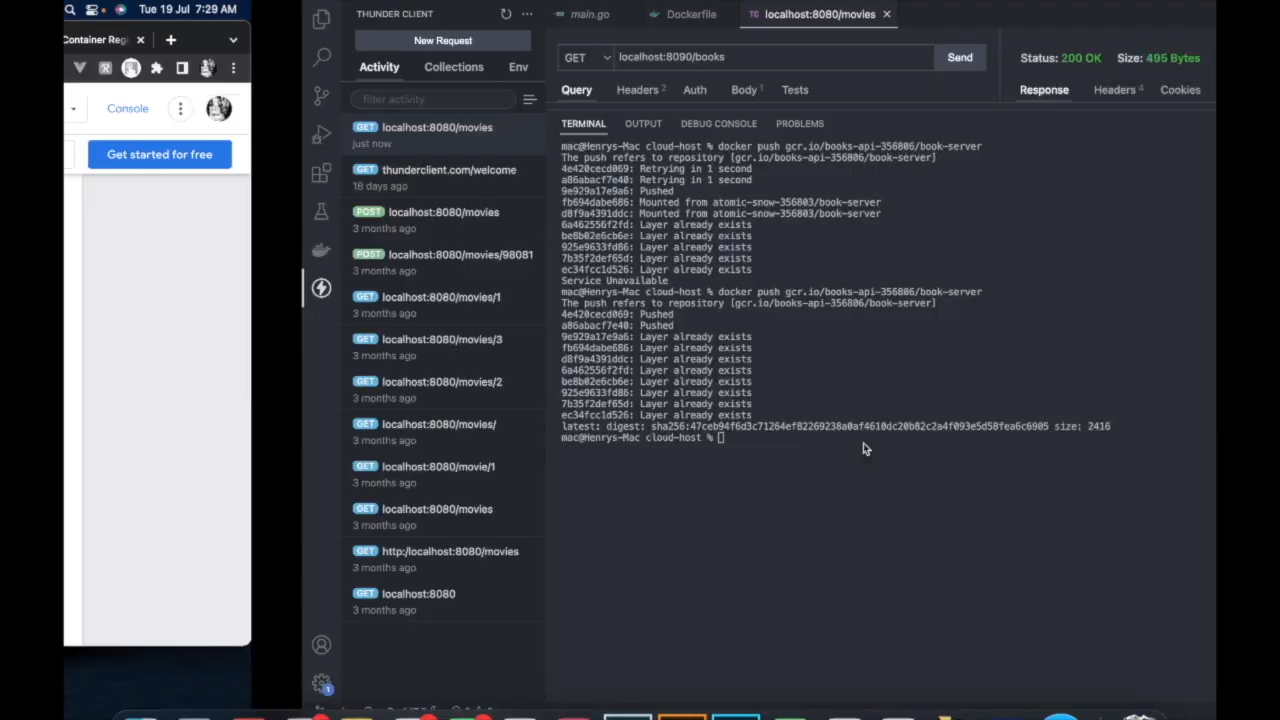 Tue 19 Jul 7:29 AM
Container Regi
Console
Get started for free
THUNDER CLIENT
New Request
Activity Collections Env
filter activity
GET localhost:8080/movies
just now
GET thunderclient.com/welcome
16 days ago
POST localhost:8080/movies
3 months ago
POST localhost:8080/movies/98081
3 months ago
GET localhost:8080/movies/1
3 months ago
GET localhost:8080/movies/3
3 months ago
GET localhost:8080/movies/2
3 months ago
GET localhost:8080/movies/
3 months ago
GET localhost:8080/movie/1
3 months ago
GET localhost:8080/movies
3 months ago
GET http:/localhost:8080/movies
3 months ago
GET localhost:8080
3 months ago
1
main.go Dockerfile TC localhost:8080/movies
GET localhost:8090/books Send
Query Headers 2 Auth Body 1 Tests
Status: 200 OK Size: 495 Bytes
Response Headers 4 Cookies
TERMINAL OUTPUT DEBUG CONSOLE PROBLEMS
mac@Henrys-Mac cloud-host % docker push gcr.io/books-api-356806/book-server
The push refers to repository [gcr.io/books-api-356806/book-server]
4e420cecd069: Retrying in 1 second
a86abacf7e40: Retrying in 1 second
9e929a17e9a6: Pushed
fb694dabe686: Mounted from atomic-snow-356803/book-server
d8f9a4391ddc: Mounted from atomic-snow-356803/book-server
6a462556f2fd: Layer already exists
be8b02e6cb6e: Layer already exists
925e9633fd86: Layer already exists
7b35f2def65d: Layer already exists
ec34fcc1d526: Layer already exists
Service Unavailable
mac@Henrys-Mac cloud-host % docker push gcr.io/books-api-356806/book-server
The push refers to repository [gcr.io/books-api-356806/book-server]
4e420cecd069: Pushed
a86abacf7e40: Pushed
9e929a17e9a6: Layer already exists
fb694dabe686: Layer already exists
d8f9a4391ddc: Layer already exists
6a462556f2fd: Layer already exists
be8b02e6cb6e: Layer already exists
925e9633fd86: Layer already exists
7b35f2def65d: Layer already exists
ec34fcc1d526: Layer already exists
latest: digest: sha256:47ceb94f6d3c71264ef82269238a0af4610dc20b82c2a4f093e5d58fea6c6905 size: 2416
mac@Henrys-Mac cloud-host %